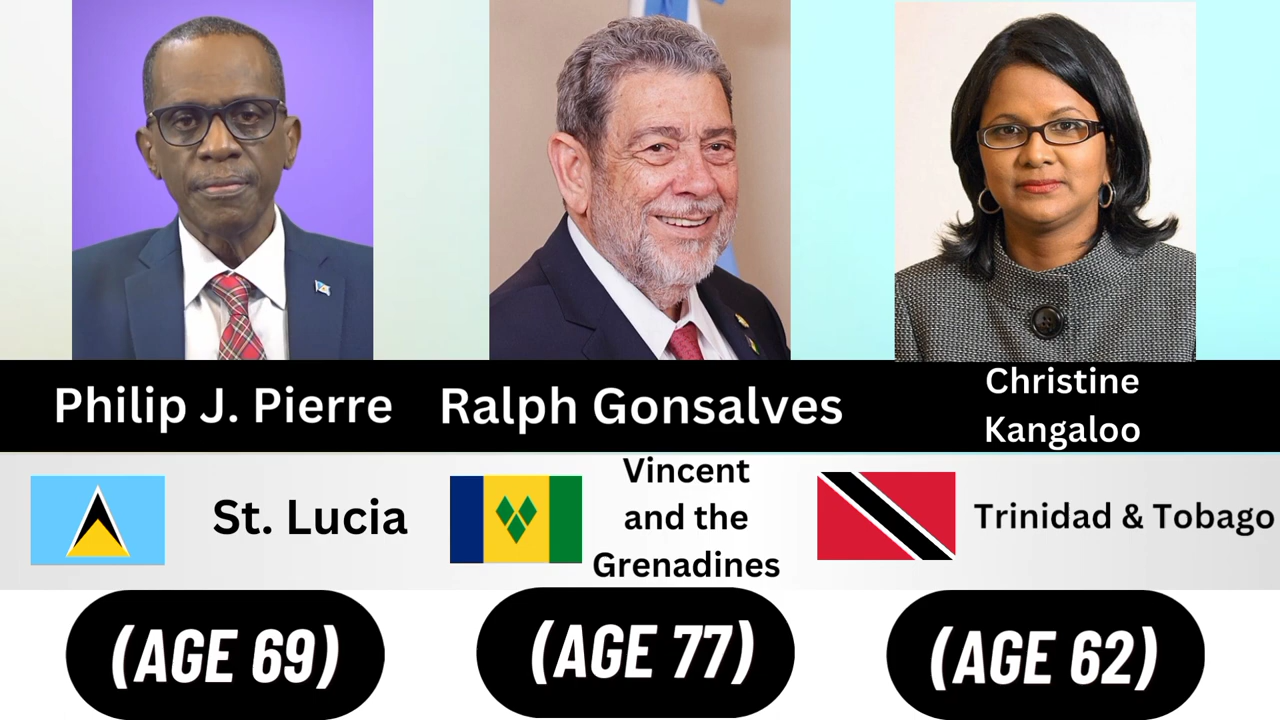 Philip J. Pierre
Ralph Gonsalves
Christine
Kangaloo
St. Lucia
Vincent
and the
Grenadines
Trinidad & Tobago
(AGE 69)
(AGE 77)
(AGE 62)